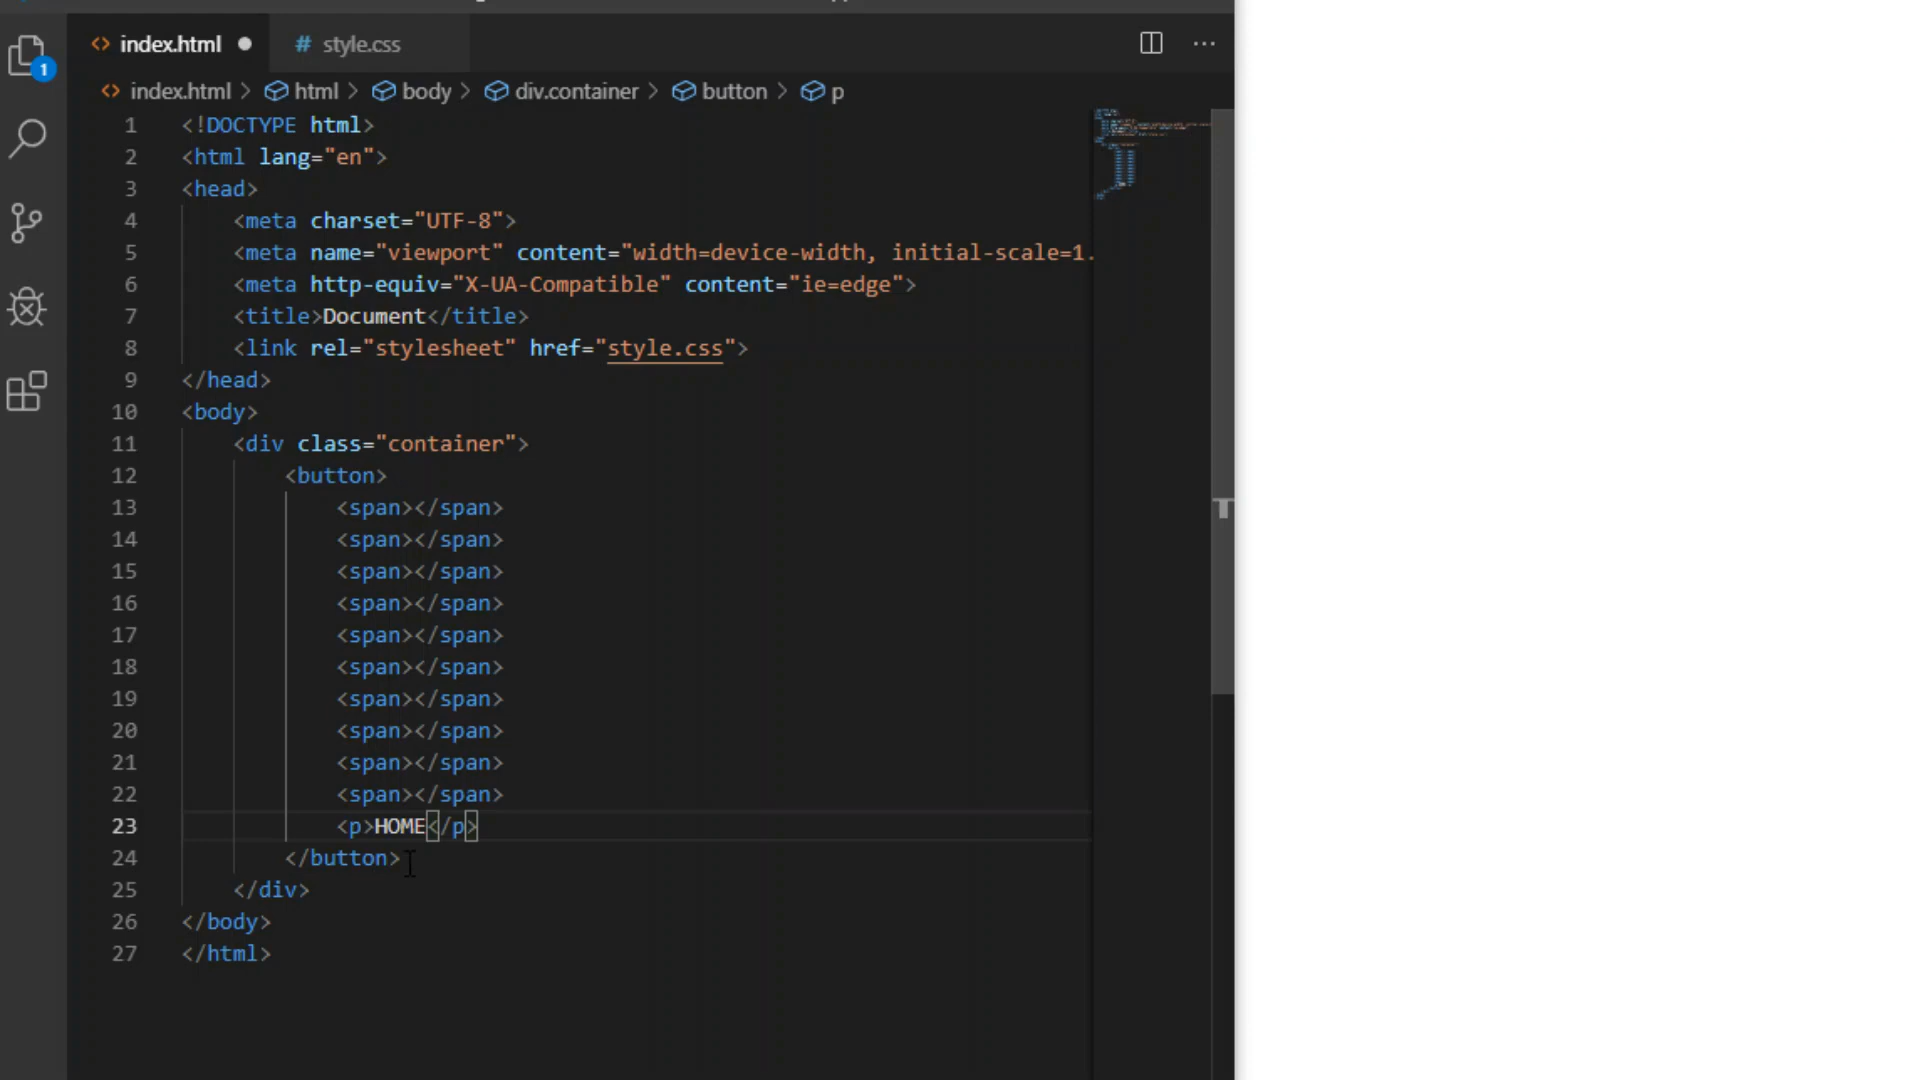 index.html
style.css
1
index.html > html > body > div.container > button > p
1 <!DOCTYPE html>
2 <html lang="en">
3 <head>
4 <meta charset="UTF-8">
5 <meta name="viewport" content="width=device-width, initial-scale=1.
6 <meta http-equiv="X-UA-Compatible" content="ie=edge">
7 <title>Document</title>
8 <link rel="stylesheet" href="style.css">
9 </head>
10 <body>
11 <div class="container">
12 <button>
13 <span></span>
14 <span></span>
15 <span></span>
16 <span></span>
17 <span></span>
18 <span></span>
19 <span></span>
20 <span></span>
21 <span></span>
22 <span></span>
23 <p>HOME</p>
24 </button>
25 </div>
26 </body>
27 </html>